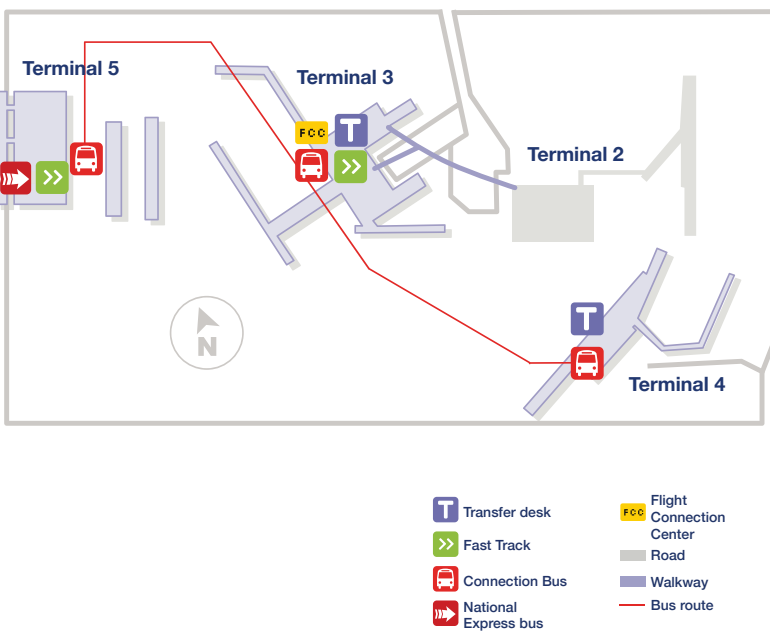 Terminal 5
Terminal 3
FCC
T
Terminal 2
T
Terminal 4
N
T Transfer desk
Fast Track
Connection Bus
National
Express bus
FCC
Flight
Connection
Center
Road
Walkway
Bus route